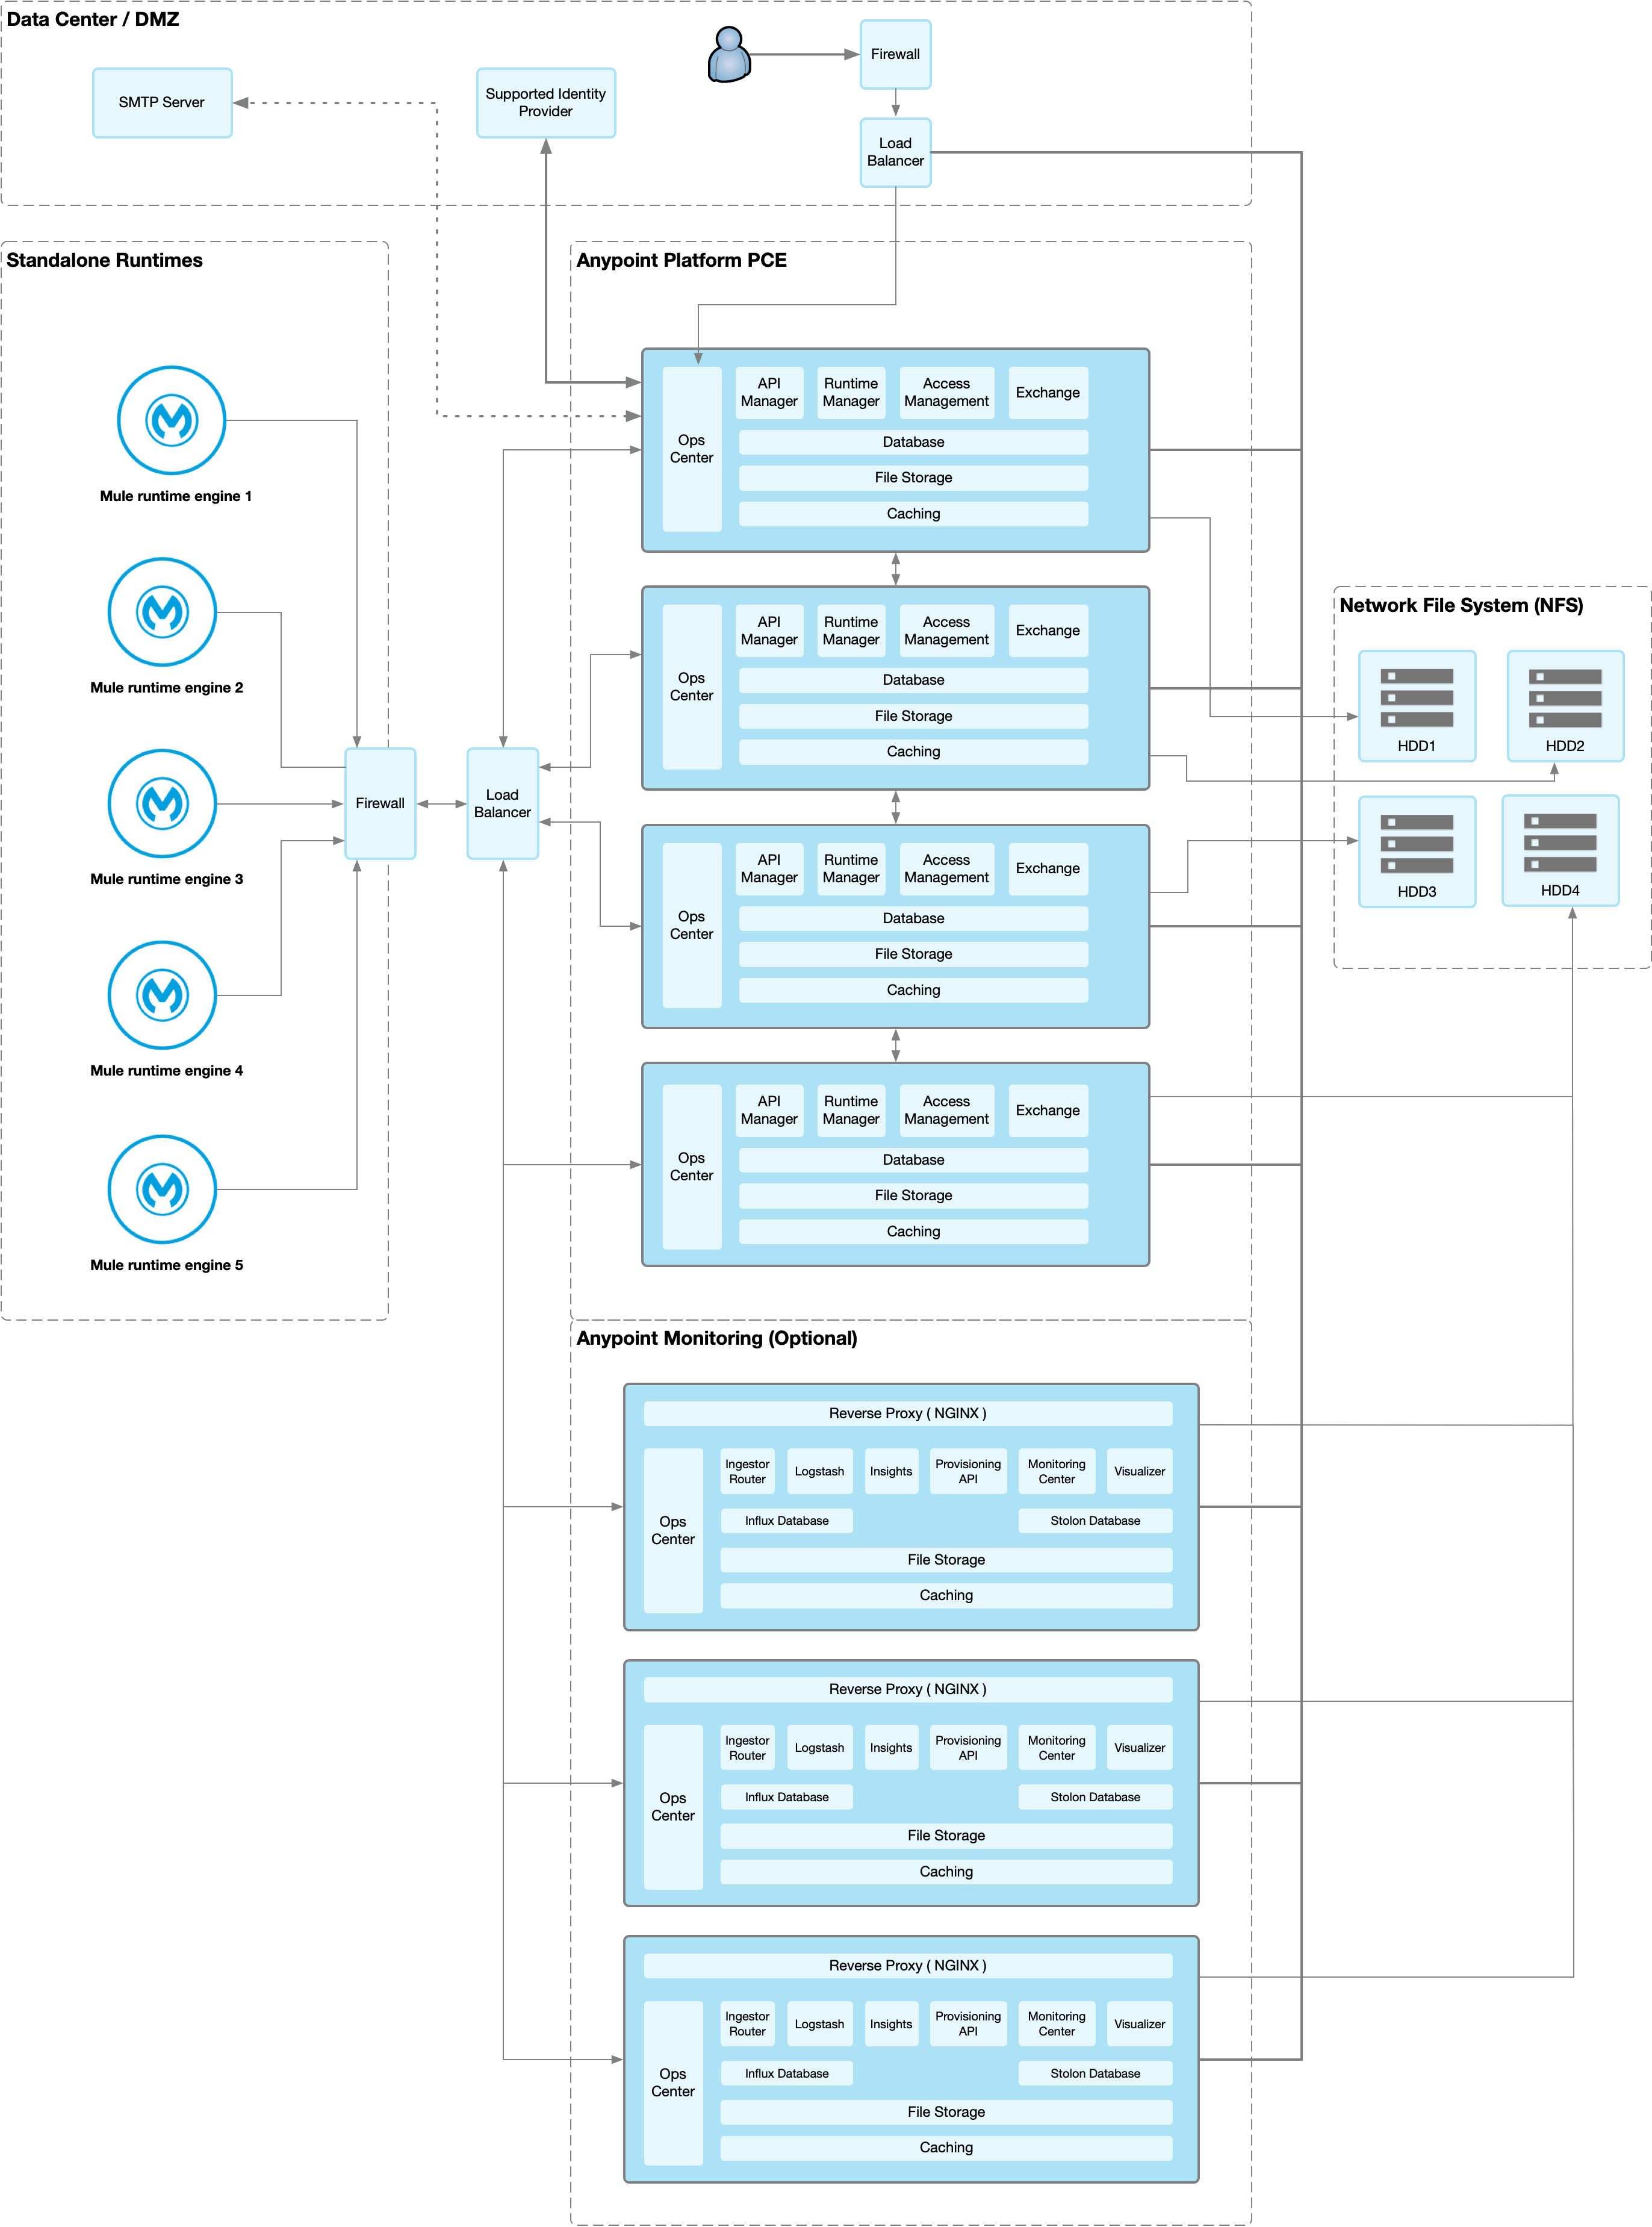 Data Center / DMZ
SMTP Server
Supported Identity
Provider
Firewall
Load
Balancer
Standalone Runtimes
Mule runtime engine 1
Mule runtime engine 2
Mule runtime engine 3
Mule runtime engine 4
Mule runtime engine 5
Firewall
Load
Balancer
Anypoint Platform PCE
Ops
Center
API
Manager
Runtime
Manager
Access
Management
Exchange
Database
File Storage
Caching
Ops
Center
API
Manager
Runtime
Manager
Access
Management
Exchange
Database
File Storage
Caching
Ops
Center
API
Manager
Runtime
Manager
Access
Management
Exchange
Database
File Storage
Caching
Ops
Center
API
Manager
Runtime
Manager
Access
Management
Exchange
Database
File Storage
Caching
Network File System (NFS)
HDD1
HDD2
HDD3
HDD4
Anypoint Monitoring (Optional)
Reverse Proxy ( NGINX )
Ops
Center
Ingestor
Router
Logstash
Insights
Provisioning
API
Monitoring
Center
Visualizer
Influx Database
Stolon Database
File Storage
Caching
Reverse Proxy ( NGINX )
Ops
Center
Ingestor
Router
Logstash
Insights
Provisioning
API
Monitoring
Center
Visualizer
Influx Database
Stolon Database
File Storage
Caching
Reverse Proxy ( NGINX )
Ops
Center
Ingestor
Router
Logstash
Insights
Provisioning
API
Monitoring
Center
Visualizer
Influx Database
Stolon Database
File Storage
Caching